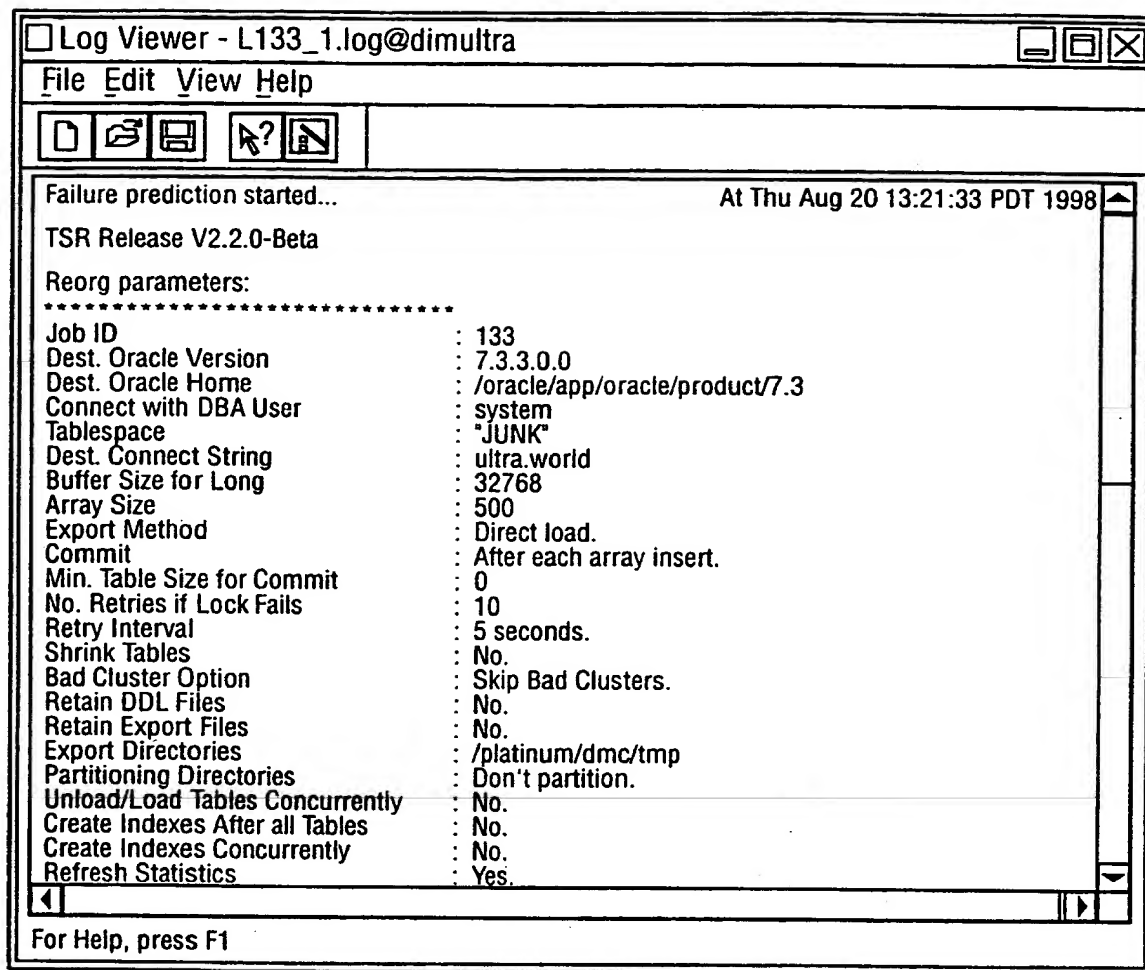 Log Viewer - L133_1.log@dimultra
File Edit View Help
Failure prediction started... At Thu Aug 20 13:21:33 PDT 1998
TSR Release V2.2.0-Beta
Reorg parameters:
*******************************
Job ID : 133
Dest. Oracle Version : 7.3.3.0.0
Dest. Oracle Home : /oracle/app/oracle/product/7.3
Connect with DBA User : system
Tablespace : "JUNK"
Dest. Connect String : ultra.world
Buffer Size for Long : 32768
Array Size : 500
Export Method : Direct load.
Commit : After each array insert.
Min. Table Size for Commit : 0
No. Retries if Lock Fails : 10
Retry Interval : 5 seconds.
Shrink Tables : No.
Bad Cluster Option : Skip Bad Clusters.
Retain DDL Files : No.
Retain Export Files : No.
Export Directories : /platinum/dmc/tmp
Partitioning Directories : Don't partition.
Unload/Load Tables Concurrently : No.
Create Indexes After all Tables : No.
Create Indexes Concurrently : No.
Refresh Statistics : Yes.
For Help, press F1